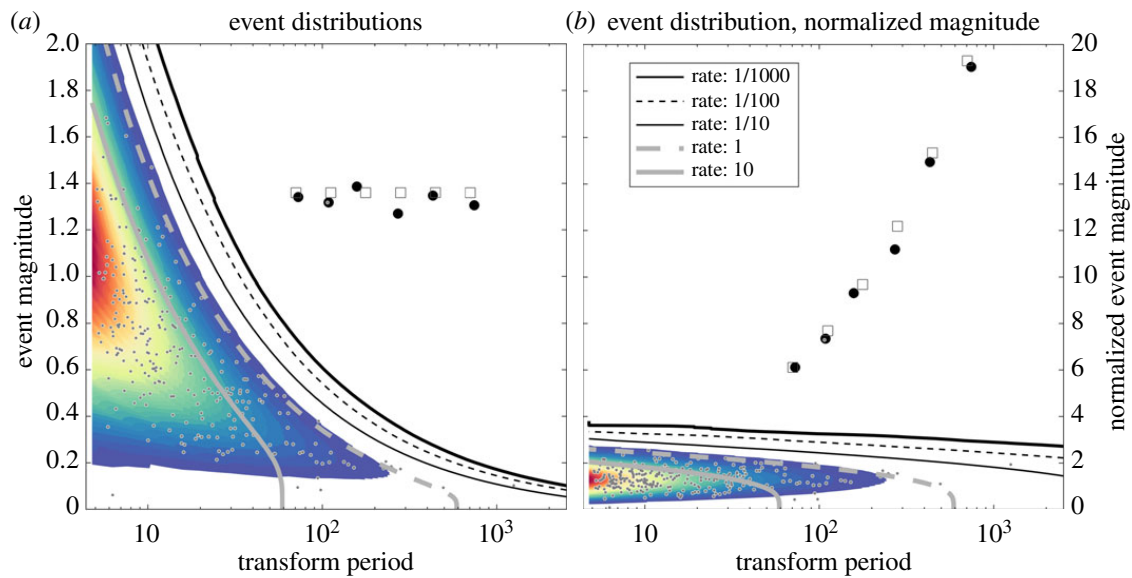 (a) event distributions
2.0
1.8
1.6
1.4
1.2
1.0
0.8
0.6
0.4
0.2
0
event magnitude
10 10² 10³
transform period
(b) event distribution, normalized magnitude
rate: 1/1000
rate: 1/100
rate: 1/10
rate: 1
rate: 10
20
18
16
14
12
10
8
6
4
2
0
normalized event magnitude
10 10² 10³
transform period